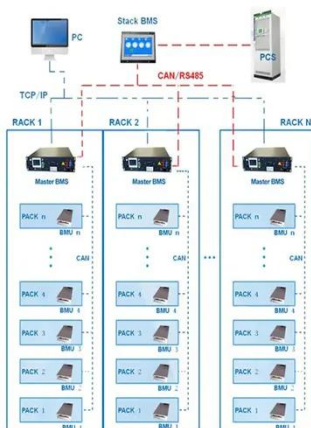 PC
Stack BMS
PCS
CAN/RS485
TCP/IP
RACK 1
RACK 2
RACK N
Master BMS
Master BMS
Master BMS
PACK n
BMU n
PACK n
BMU n
PACK n
BMU n
CAN
CAN
...
CAN
PACK 4
BMU 4
PACK 4
BMU 4
PACK 4
BMU 4
PACK 3
BMU 3
PACK 3
BMU 3
PACK 3
BMU 3
PACK 2
BMU 2
PACK 2
BMU 2
PACK 2
BMU 2
PACK 1
PACK 1
PACK 1